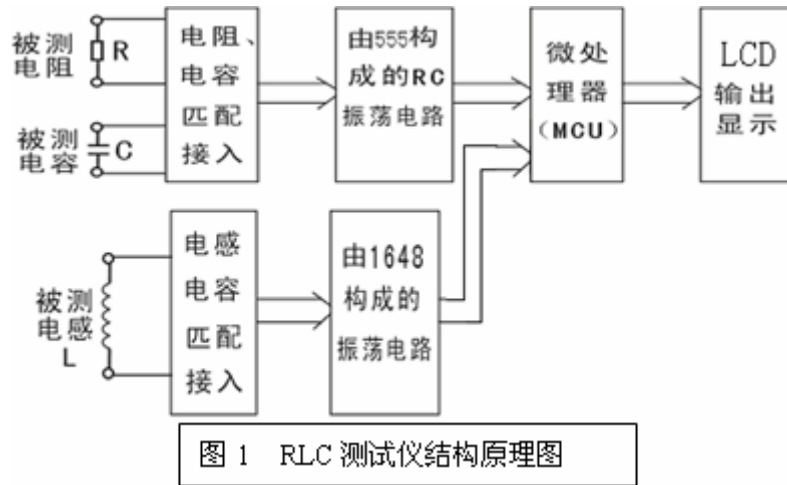 被测
电阻
R
电阻、
电容
匹配
接入
由555构
成的RC
振荡电路
微处
理器
(MCU)
LCD
输出
显示
被测
电容
C
被测
电感
L
电感
电容
匹配
接入
由1648
构成的
振荡电路
图 1 RLC 测试仪结构原理图